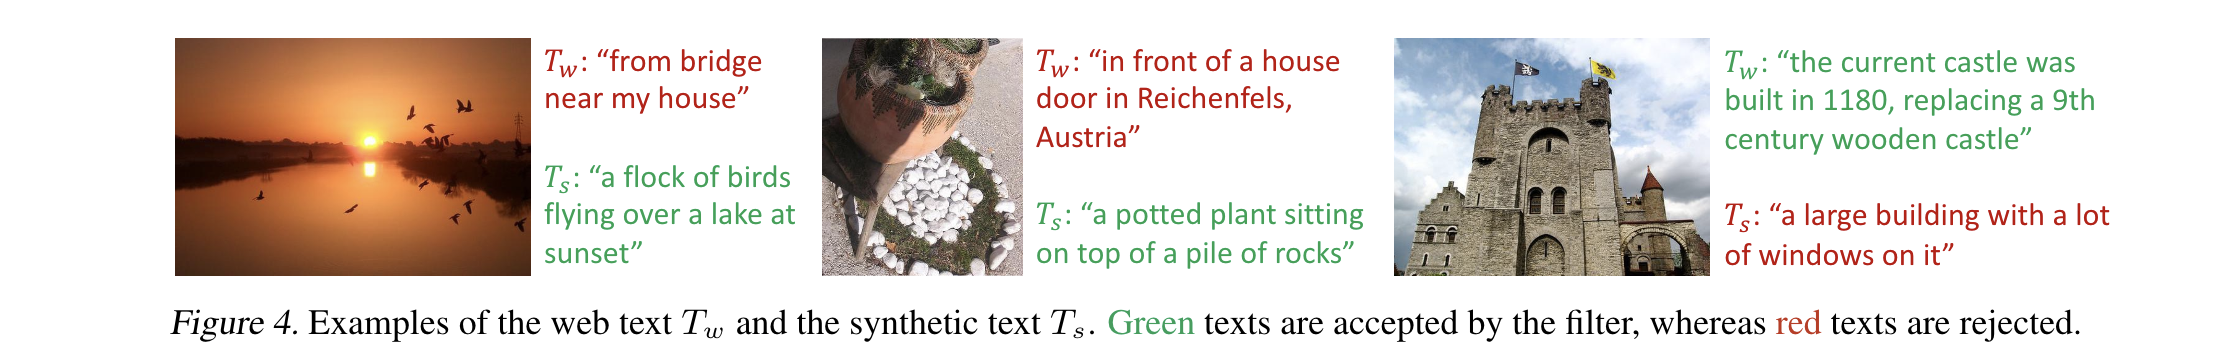 T_w: “from bridge
near my house”
T_s: “a flock of birds
flying over a lake at
sunset”
T_w: “in front of a house
door in Reichenfels,
Austria”
T_s: “a potted plant sitting
on top of a pile of rocks”
T_w: “the current castle was
built in 1180, replacing a 9th
century wooden castle”
T_s: “a large building with a lot
of windows on it”
Figure 4. Examples of the web text T_w and the synthetic text T_s. Green texts are accepted by the filter, whereas red texts are rejected.